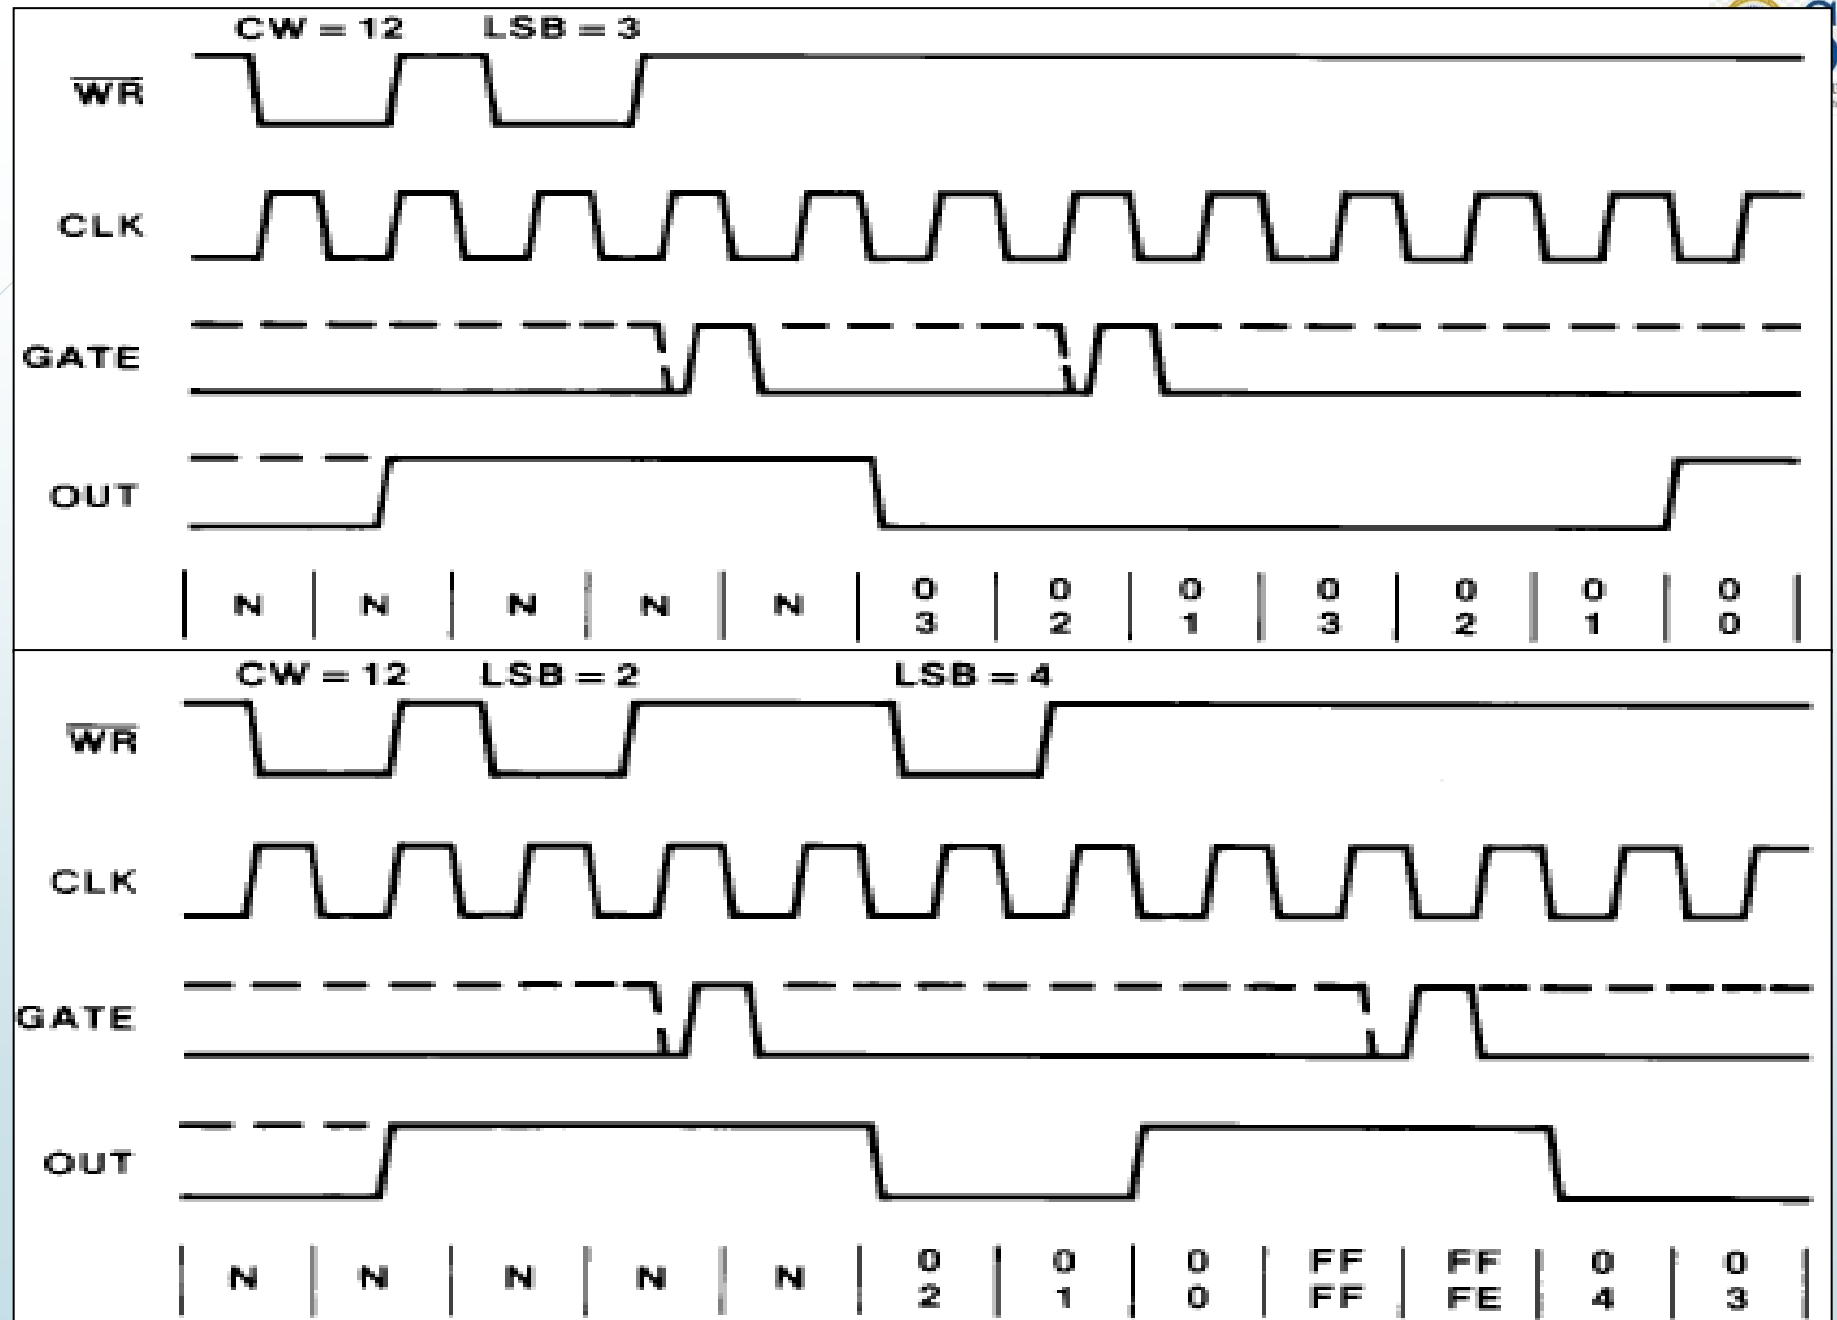 CW = 12 LSB = 3
WR
CLK
GATE
OUT
N N N N N 0 0 0 0 0 0 0
3 2 1 3 2 1 0
CW = 12 LSB = 2 LSB = 4
WR
CLK
GATE
OUT
N N N N N 0 0 0 FF FF 0 0
2 1 0 FF FE 4 3